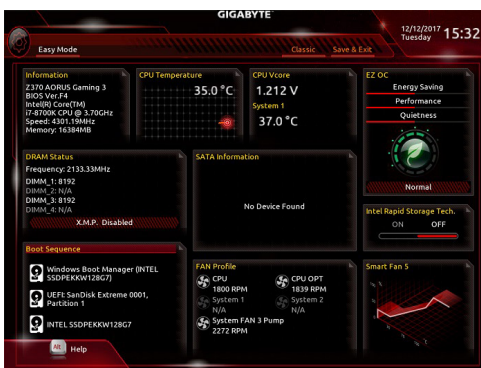 GIGABYTE™
12/12/2017 15:32
Tuesday
Easy Mode
Classic Save & Exit
Information
Z370 AORUS Gaming 3
BIOS Ver.F4
Intel(R) Core(TM)
i7-8700K CPU @ 3.70GHz
Speed: 4301.19MHz
Memory: 16384MB
CPU Temperature
35.0 °C
CPU Vcore
1.212 V
System 1
37.0 °C
EZ OC
Energy Saving
Performance
Quietness
Normal
DRAM Status
Frequency: 2133.33MHz
DIMM_1: 8192
DIMM_2: N/A
DIMM_3: 8192
DIMM_4: N/A
X.M.P. Disabled
SATA Information
No Device Found
Intel Rapid Storage Tech.
ON OFF
Boot Sequence
Windows Boot Manager (INTEL
SSDPEKKW128G7)
UEFI: SanDisk Extreme 0001,
Partition 1
INTEL SSDPEKKW128G7
FAN Profile
CPU
1800 RPM
CPU OPT
1839 RPM
System 1
N/A
System 2
N/A
System FAN 3 Pump
2272 RPM
Smart Fan 5
Alt Help